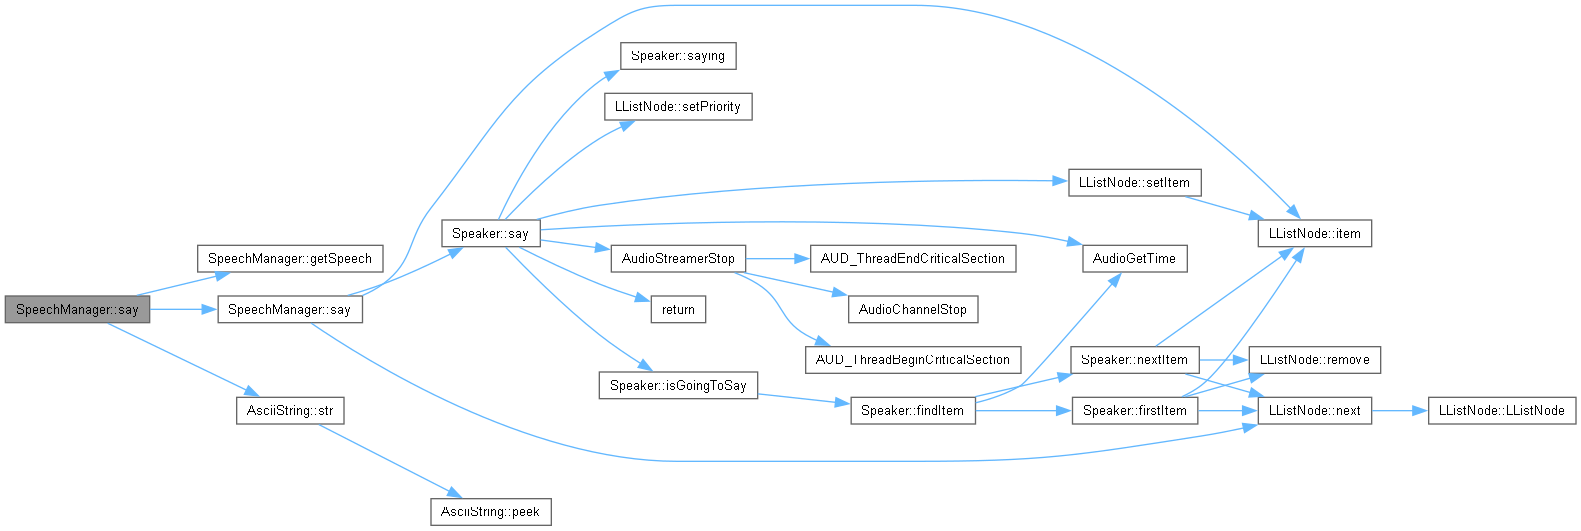 Speaker::saying
LListNode::setPriority
LListNode::setItem
Speaker::say
LListNode::item
SpeechManager::getSpeech
AudioStreamerStop
AUD_ThreadEndCriticalSection
AudioGetTime
SpeechManager::say
SpeechManager::say
return
AudioChannelStop
AUD_ThreadBeginCriticalSection
Speaker::nextItem
LListNode::remove
Speaker::isGoingToSay
AsciiString::str
Speaker::findItem
Speaker::firstItem
LListNode::next
LListNode::LListNode
AsciiString::peek